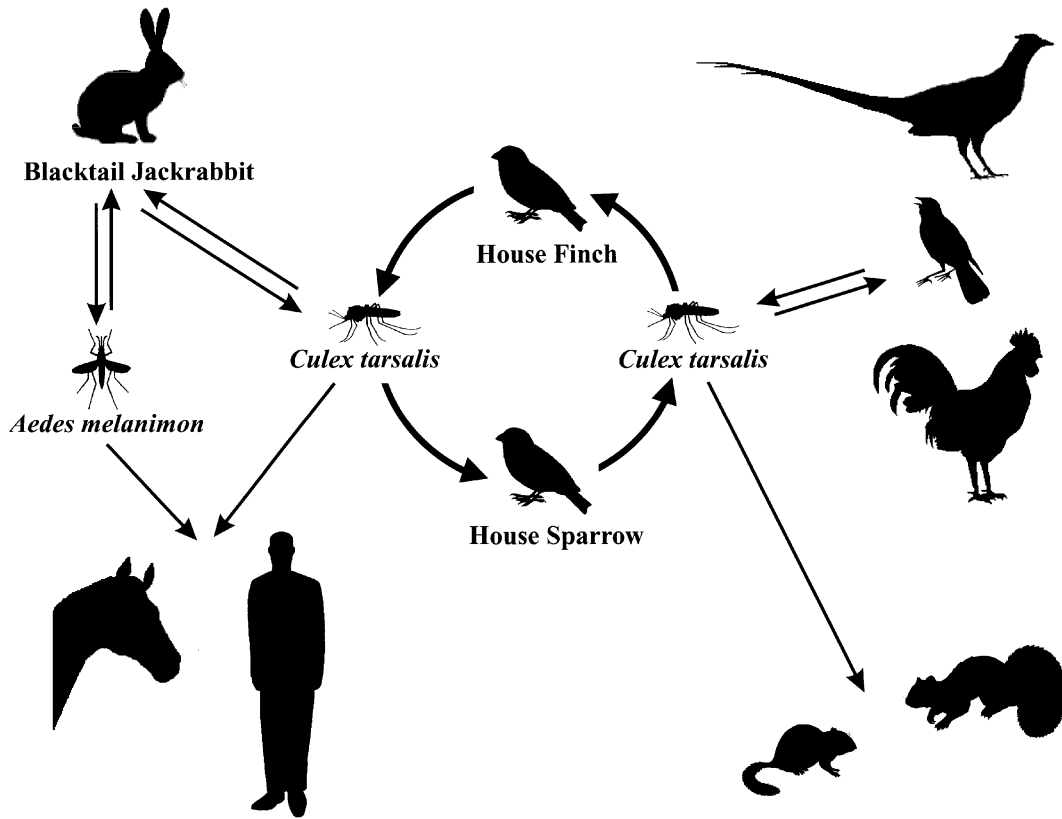 Blacktail Jackrabbit
House Finch
Culex tarsalis
Culex tarsalis
Aedes melanimon
House Sparrow